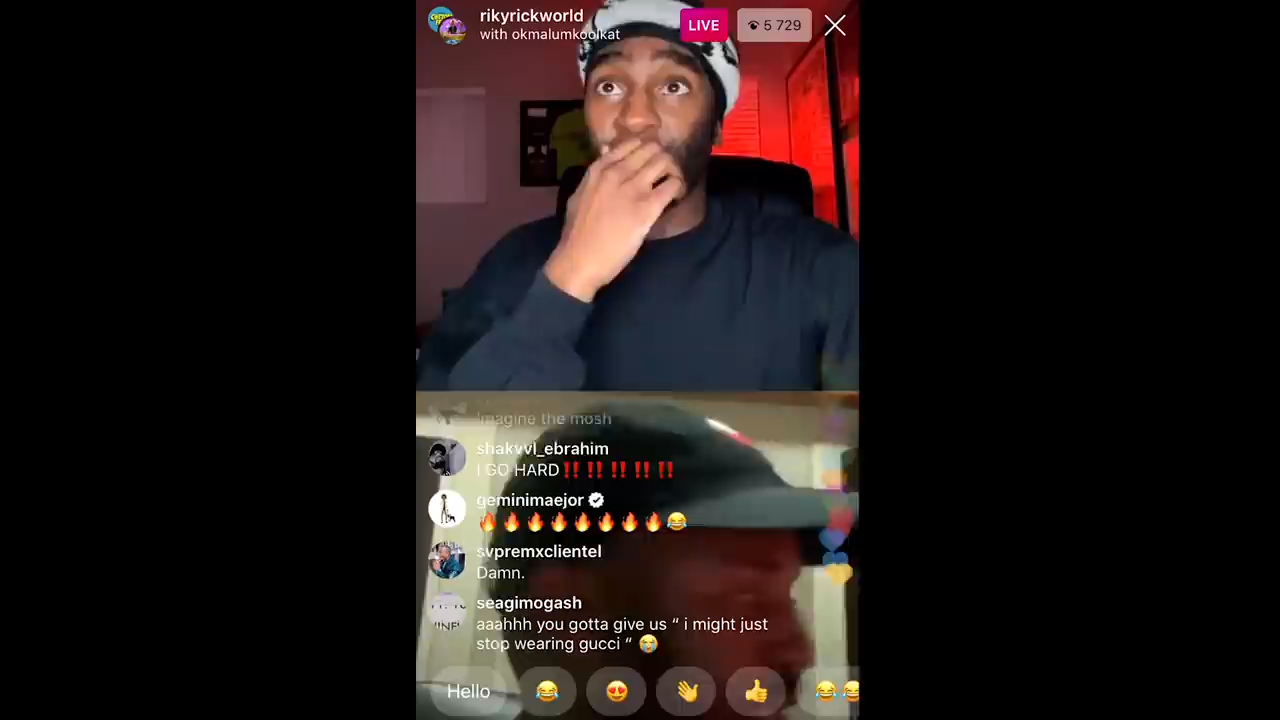 rikyrickworld
with okmalumkoolkat
LIVE
5 729
Imagine the mosh
shakvvl_ebrahim
I GO HARD‼️‼️‼️‼️‼️
geminimaejor
🔥🔥🔥🔥🔥🔥🔥🔥😂
svpremxclientel
Damn.
seagimogash
aaahhh you gotta give us “ i might just
stop wearing gucci “ 😭
Hello 😂 😍 👋 👍 😂😂